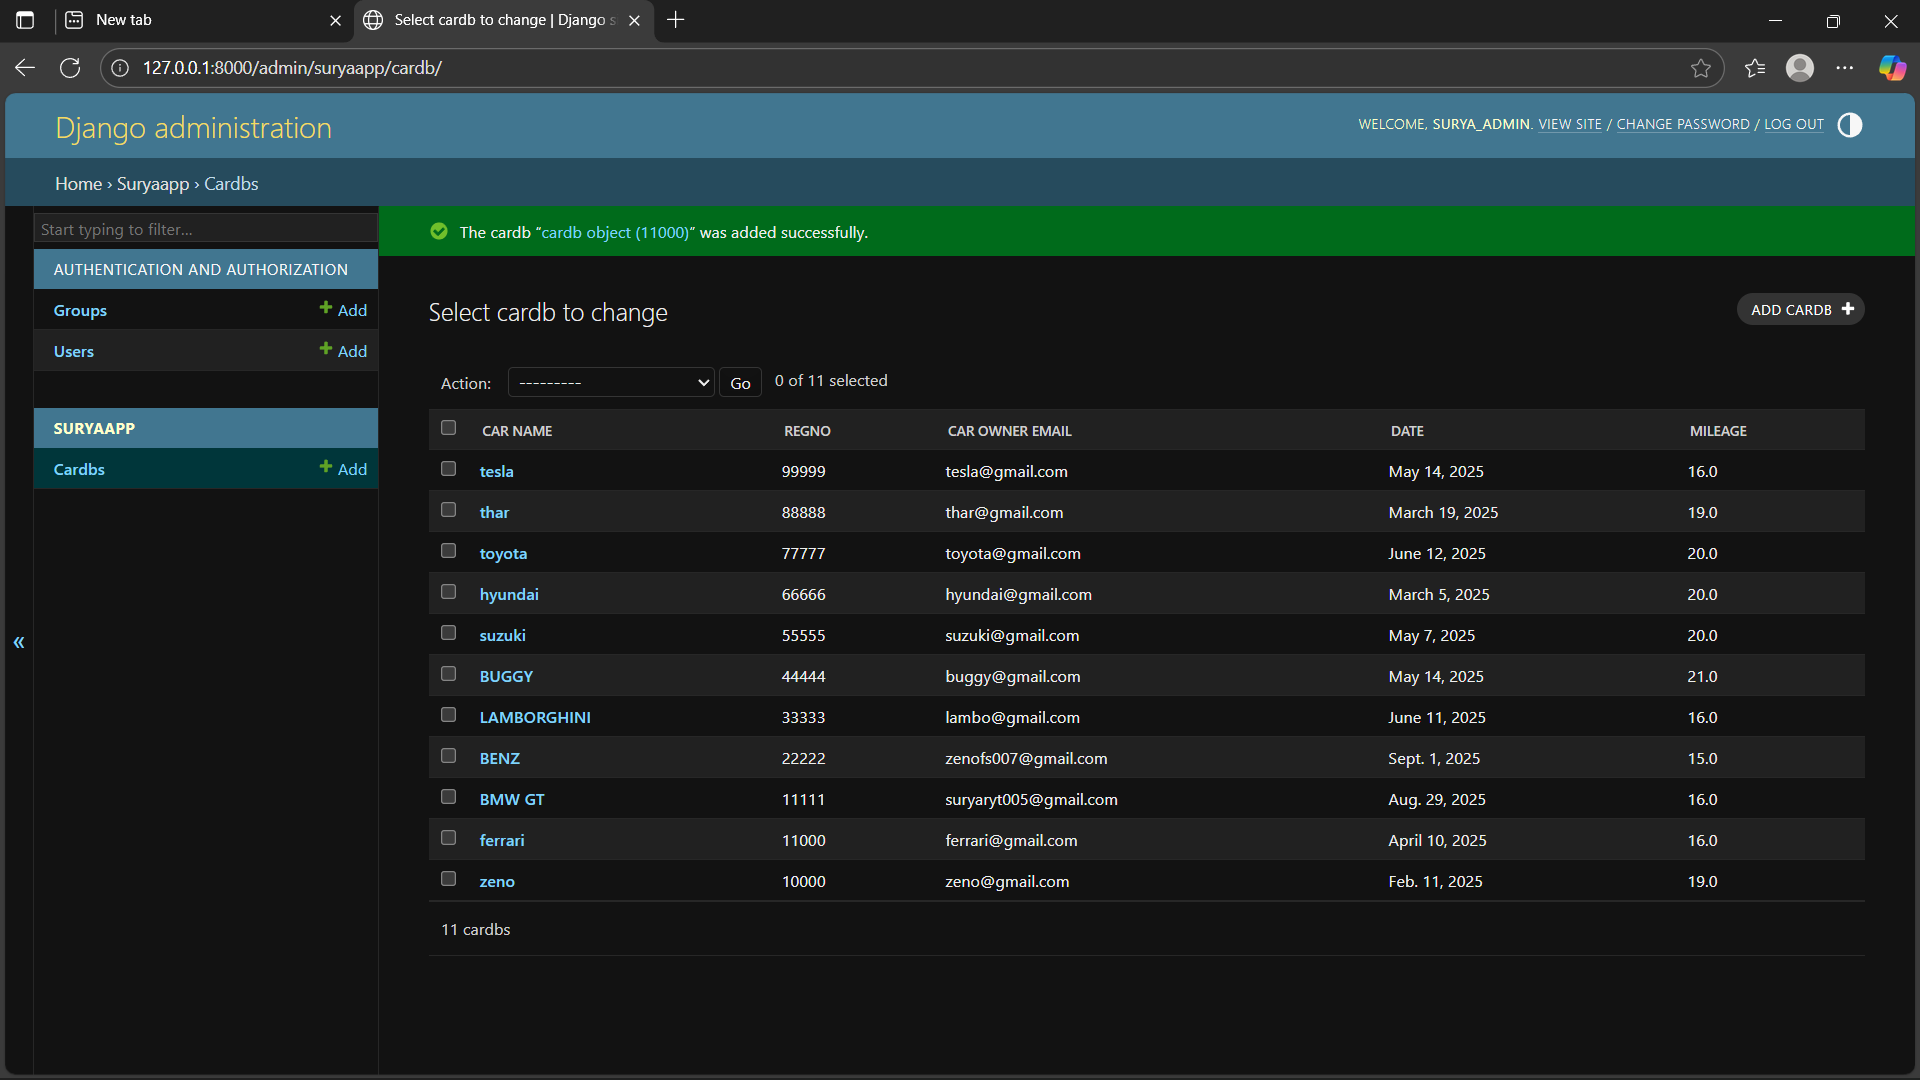 New tab
Select cardb to change | Django s
127.0.0.1:8000/admin/suryaapp/cardb/
Django administration
WELCOME, SURYA_ADMIN. VIEW SITE / CHANGE PASSWORD / LOG OUT
Home › Suryaapp › Cardbs
Start typing to filter...
The cardb “cardb object (11000)” was added successfully.
AUTHENTICATION AND AUTHORIZATION
Groups + Add
Users + Add
SURYAAPP
Cardbs + Add
«
Select cardb to change
ADD CARDB +
Action: --------- Go 0 of 11 selected
CAR NAME REGNO CAR OWNER EMAIL DATE MILEAGE
tesla 99999 tesla@gmail.com May 14, 2025 16.0
thar 88888 thar@gmail.com March 19, 2025 19.0
toyota 77777 toyota@gmail.com June 12, 2025 20.0
hyundai 66666 hyundai@gmail.com March 5, 2025 20.0
suzuki 55555 suzuki@gmail.com May 7, 2025 20.0
BUGGY 44444 buggy@gmail.com May 14, 2025 21.0
LAMBORGHINI 33333 lambo@gmail.com June 11, 2025 16.0
BENZ 22222 zenofs007@gmail.com Sept. 1, 2025 15.0
BMW GT 11111 suryaryt005@gmail.com Aug. 29, 2025 16.0
ferrari 11000 ferrari@gmail.com April 10, 2025 16.0
zeno 10000 zeno@gmail.com Feb. 11, 2025 19.0
11 cardbs